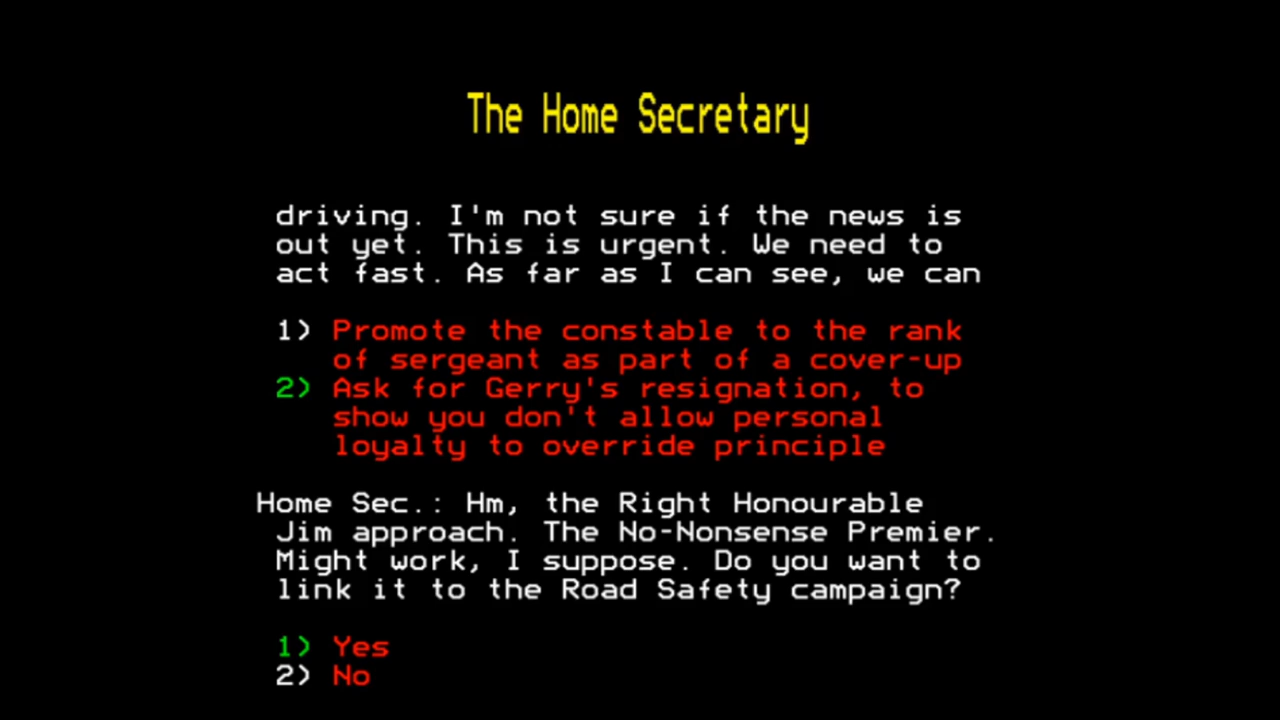 The Home Secretary
driving. I'm not sure if the news is
out yet. This is urgent. We need to
act fast. As far as I can see, we can
1) Promote the constable to the rank
of sergeant as part of a cover-up
2) Ask for Gerry's resignation, to
show you don't allow personal
loyalty to override principle
Home Sec.: Hm, the Right Honourable
Jim approach. The No-Nonsense Premier.
Might work, I suppose. Do you want to
link it to the Road Safety campaign?
1) Yes
2) No